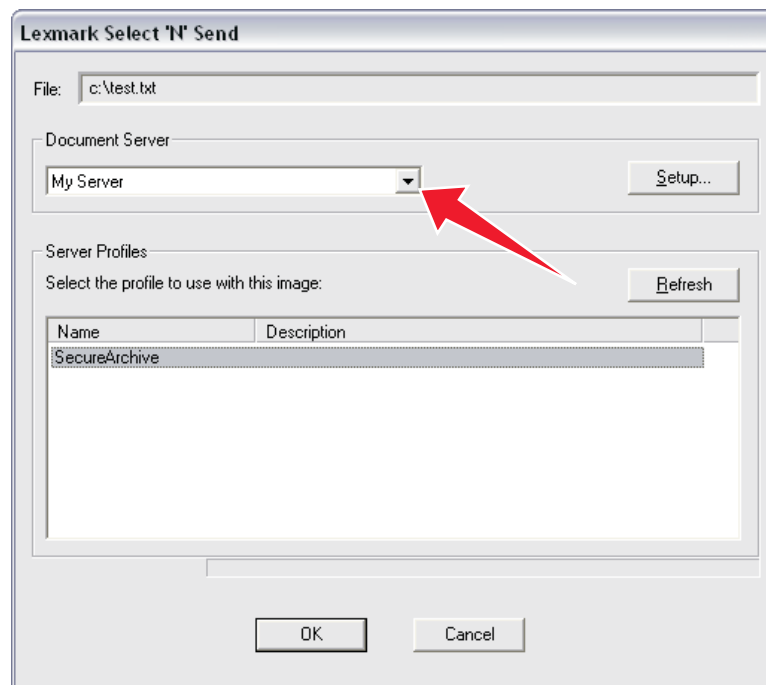 Lexmark Select 'N' Send
File: c:\test.txt
Document Server
My Server
Setup...
Server Profiles
Select the profile to use with this image:
Refresh
Name Description
SecureArchive
OK Cancel